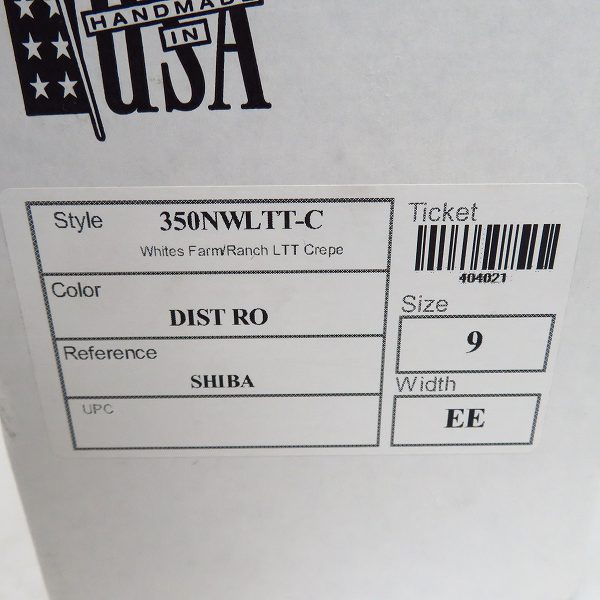 HANDMADE
IN
USA
Style 350NWLTT-C
Whites Farm/Ranch LTT Crepe
Color
DIST RO
Reference
SHIBA
UPC
Ticket
404021
Size
9
Width
EE